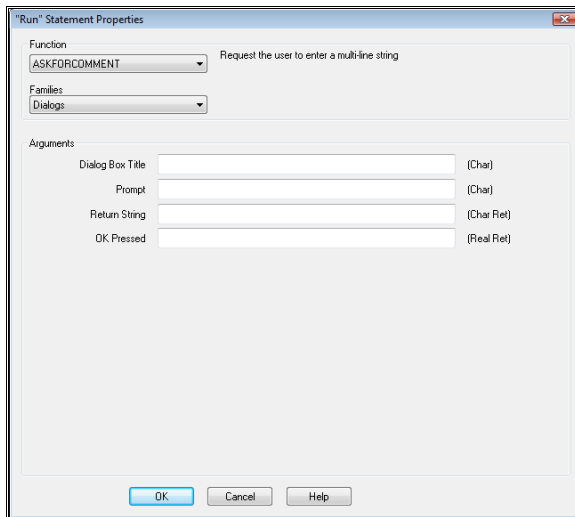 "Run" Statement Properties
Function
ASKFORCOMMENT
Request the user to enter a multi-line string
Families
Dialogs
Arguments
Dialog Box Title (Char)
Prompt (Char)
Return String (Char Ret)
OK Pressed (Real Ret)
OK Cancel Help